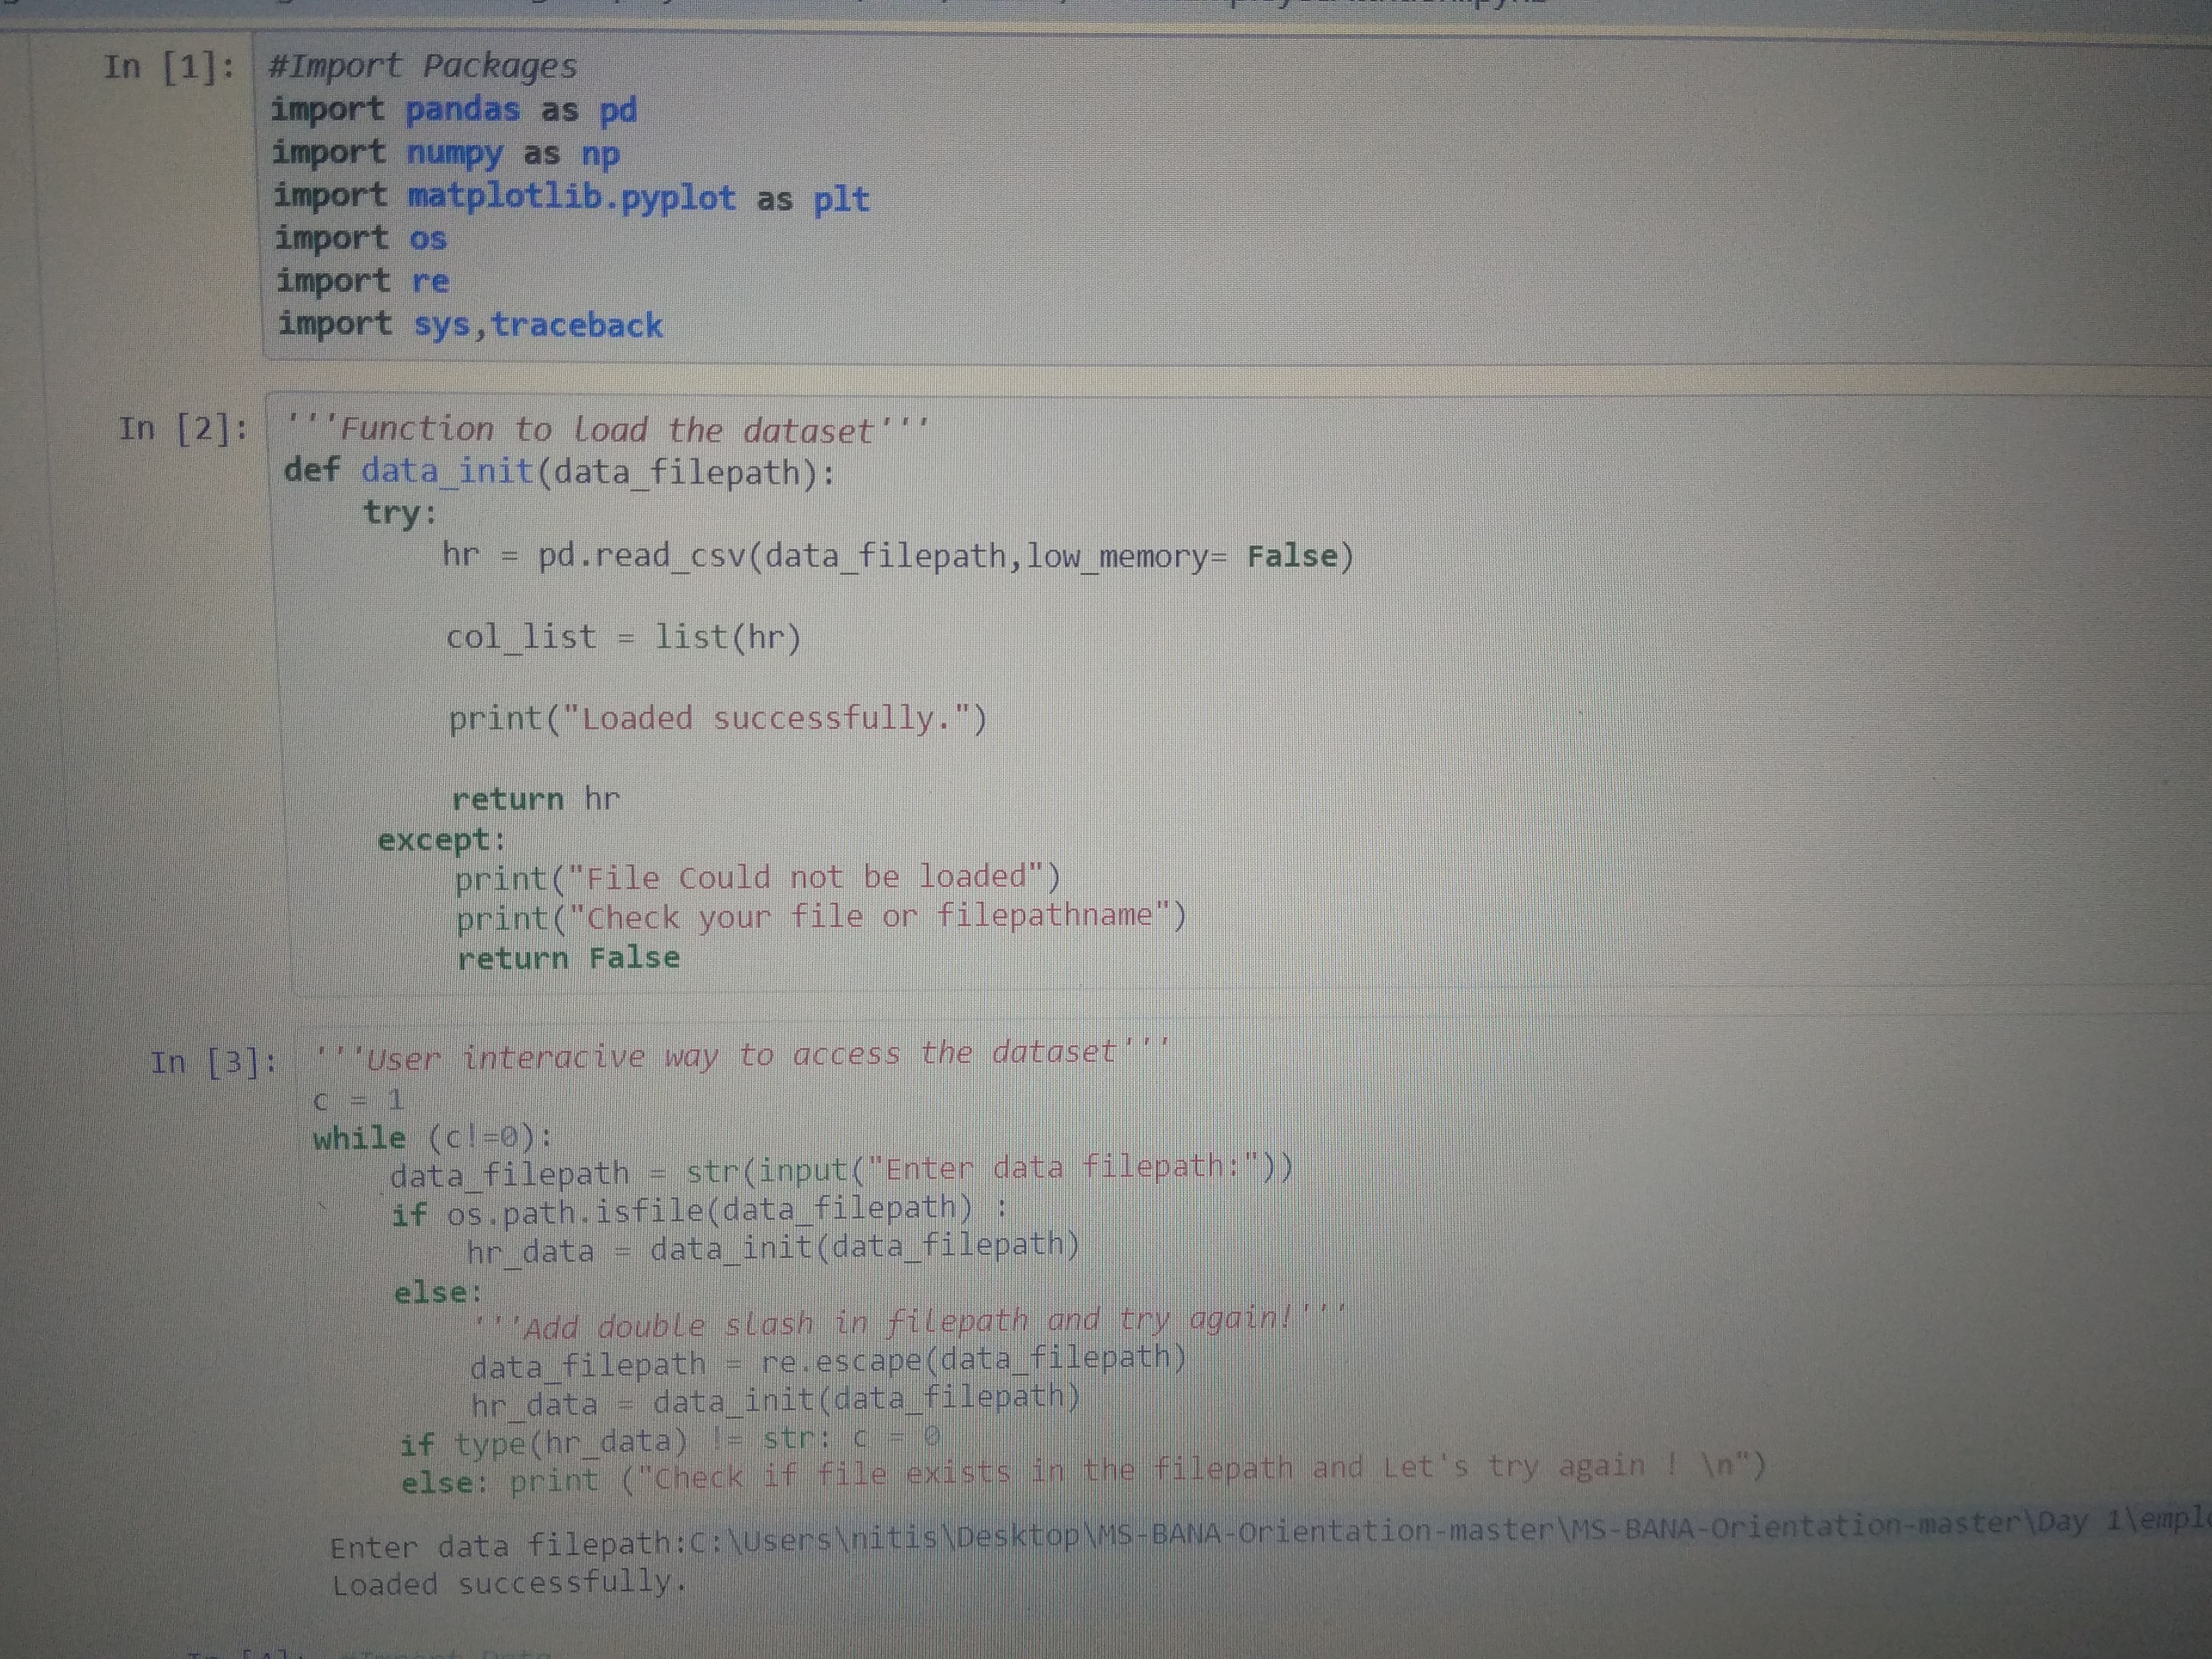 In [1]: #Import Packages
import pandas as pd
import numpy as np
import matplotlib.pyplot as plt
import os
import re
import sys,traceback
In [2]: '''Function to load the dataset'''
def data_init(data_filepath):
try:
hr = pd.read_csv(data_filepath,low_memory= False)
col_list = list(hr)
print("Loaded successfully.")
return hr
except:
print("File Could not be loaded")
print("Check your file or filepathname")
return False
In [3]: '''User interacive way to access the dataset'''
c = 1
while (c!=0):
data_filepath = str(input("Enter data filepath:"))
if os.path.isfile(data_filepath) :
hr_data = data_init(data_filepath)
else:
'''Add double slash in filepath and try again!'''
data_filepath = re.escape(data_filepath)
hr_data = data_init(data_filepath)
if type(hr_data) != str: c = 0
else: print ("Check if file exists in the filepath and Let's try again ! \n")
Enter data filepath:C:\Users\nitis\Desktop\MS-BANA-Orientation-master\MS-BANA-Orientation-master\Day 1\empl
Loaded successfully.